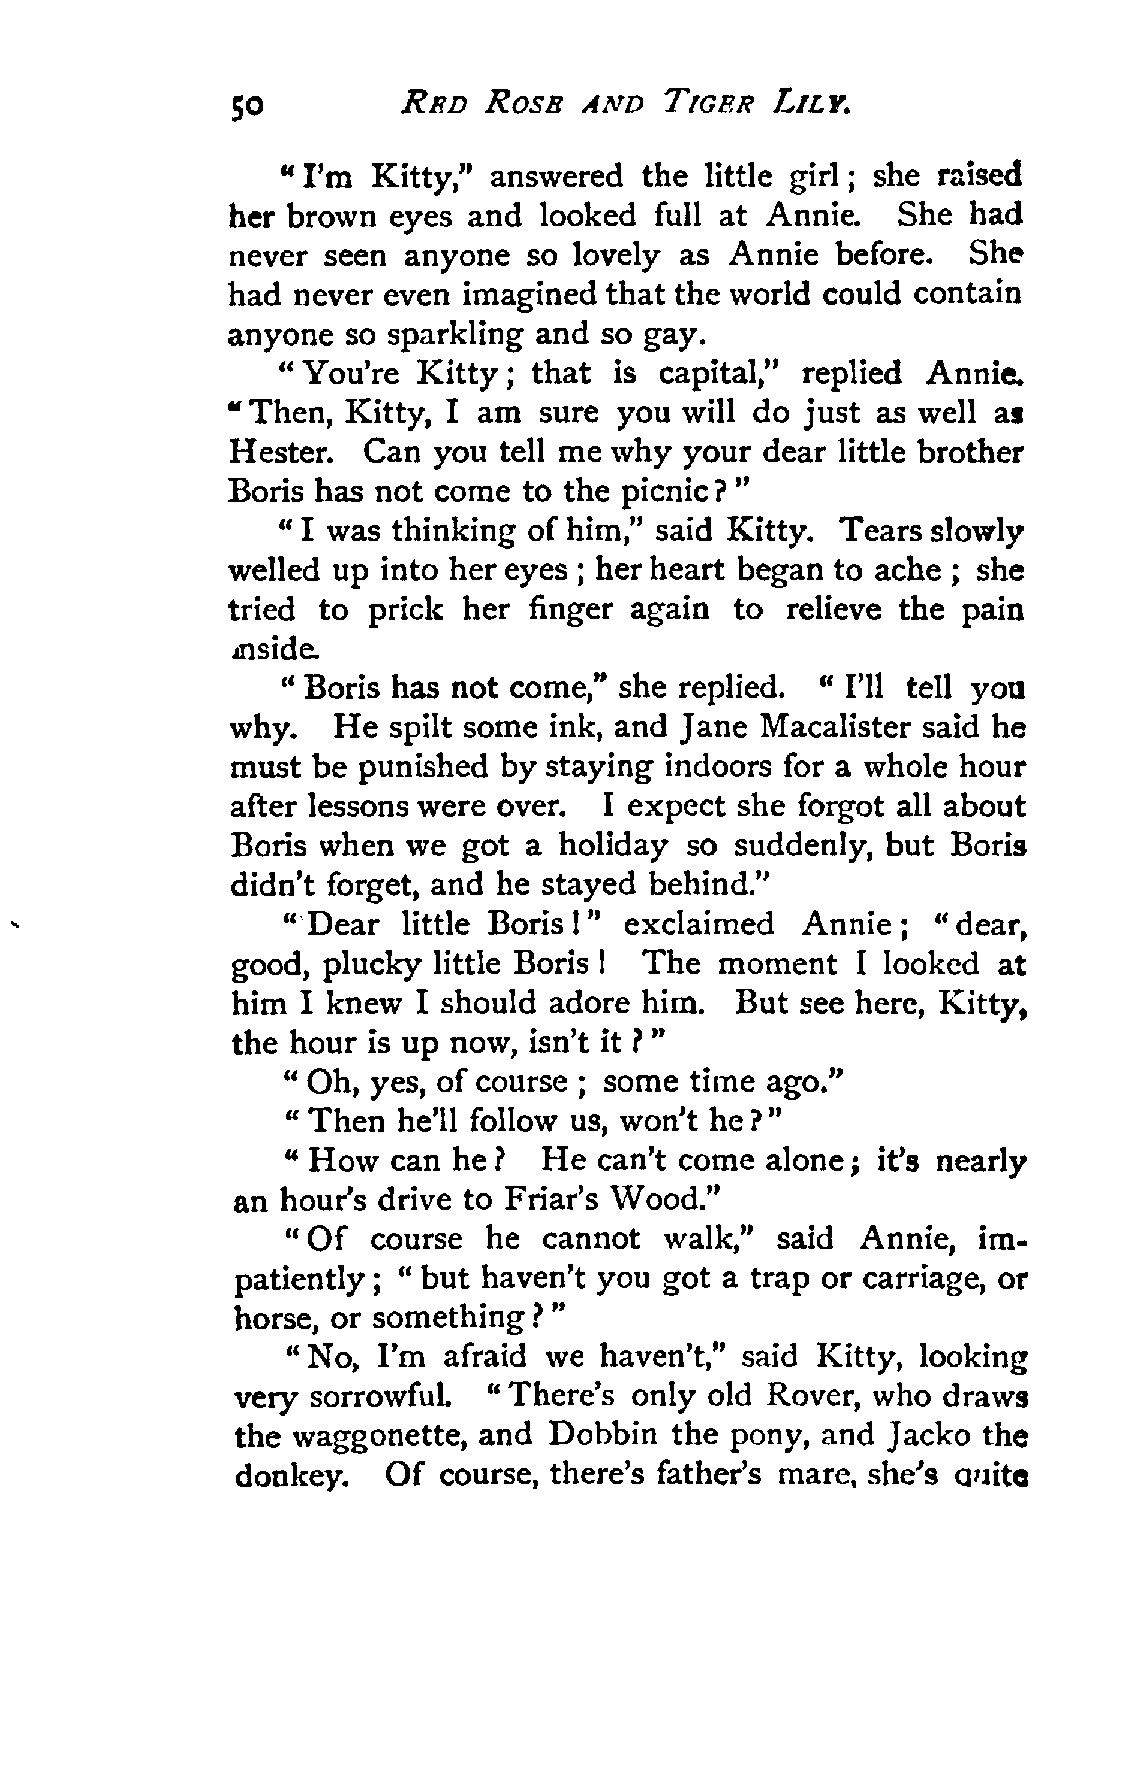 50 RED ROSE AND TIGER LILY.
"I'm Kitty," answered the little girl; she raised
her brown eyes and looked full at Annie. She had
never seen anyone so lovely as Annie before. She
had never even imagined that the world could contain
anyone so sparkling and so gay.
"You're Kitty; that is capital," replied Annie.
"Then, Kitty, I am sure you will do just as well as
Hester. Can you tell me why your dear little brother
Boris has not come to the picnic?"
"I was thinking of him," said Kitty. Tears slowly
welled up into her eyes; her heart began to ache; she
tried to prick her finger again to relieve the pain
inside.
"Boris has not come," she replied. "I'll tell you
why. He spilt some ink, and Jane Macalister said he
must be punished by staying indoors for a whole hour
after lessons were over. I expect she forgot all about
Boris when we got a holiday so suddenly, but Boris
didn't forget, and he stayed behind."
"Dear little Boris!" exclaimed Annie; "dear,
good, plucky little Boris! The moment I looked at
him I knew I should adore him. But see here, Kitty,
the hour is up now, isn't it?"
"Oh, yes, of course; some time ago."
"Then he'll follow us, won't he?"
"How can he? He can't come alone; it's nearly
an hour's drive to Friar's Wood."
"Of course he cannot walk," said Annie, im-
patiently; "but haven't you got a trap or carriage, or
horse, or something?"
"No, I'm afraid we haven't," said Kitty, looking
very sorrowful. "There's only old Rover, who draws
the waggonette, and Dobbin the pony, and Jacko the
donkey. Of course, there's father's mare, she's quite